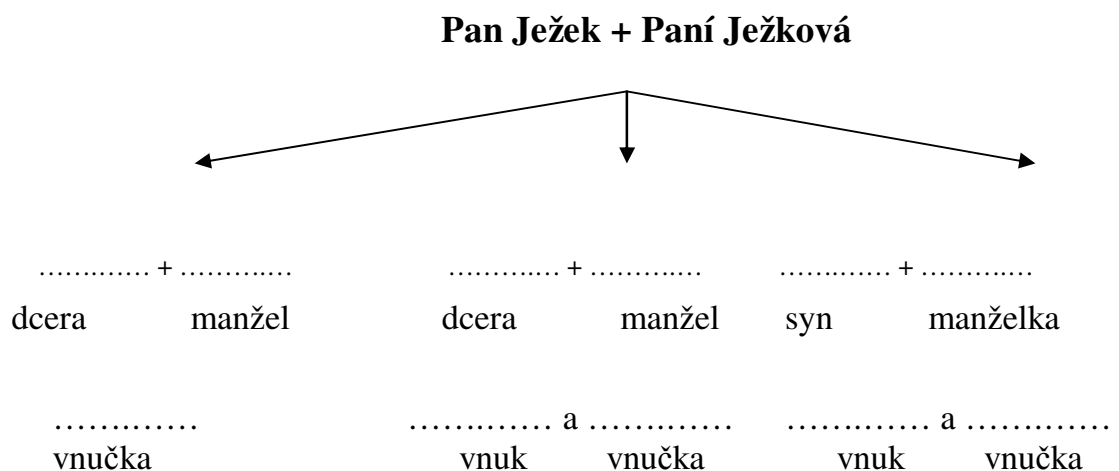 Pan Ježek + Paní Ježková
…….…… + ……….… ……….… + ……….… …….…… + ……….…
dcera manžel dcera manžel syn manželka
…….…… …….…… a …….…… …….…… a …….……
vnučka vnuk vnučka vnuk vnučka